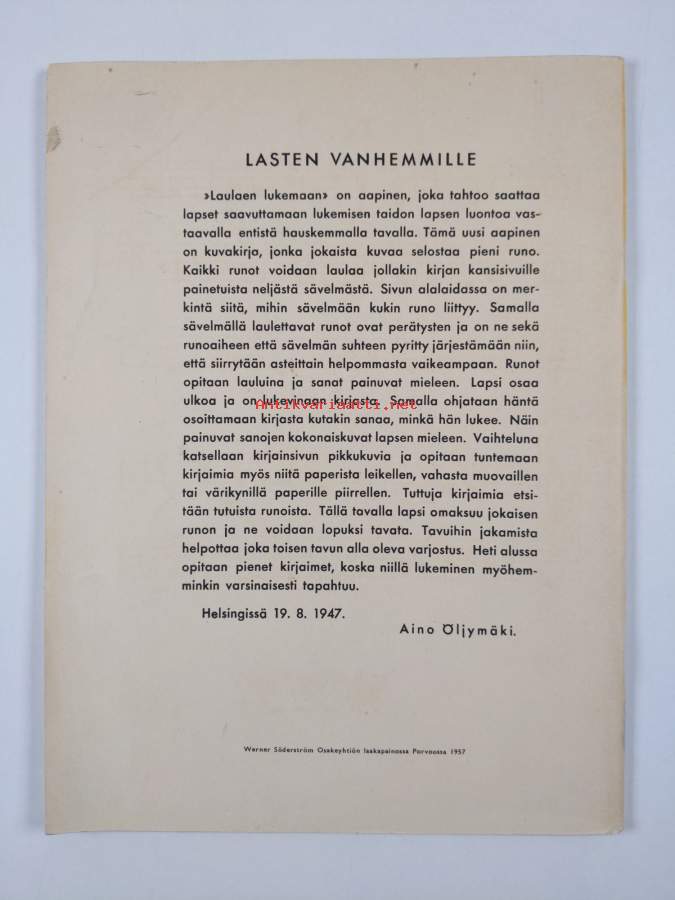 LASTEN VANHEMMILLE
»Laulaen lukemaan» on aapinen, joka tahtoo saattaa
lapset saavuttamaan lukemisen taidon lapsen luontoa vas-
taavalla entistä hauskemmalla tavalla. Tämä uusi aapinen
on kuvakirja, jonka jokaista kuvaa selostaa pieni runo.
Kaikki runot voidaan laulaa jollakin kirjan kansisivuille
painetuista neljästä sävelmästä. Sivun alalaidassa on mer-
kintä siitä, mihin sävelmään kukin runo liittyy. Samalla
sävelmällä laulettavat runot ovat perätysten ja on ne sekä
runoaiheen että sävelmän suhteen pyritty järjestämään niin,
että siirrytään asteittain helpommasta vaikeampaan. Runot
opitaan lauluina ja sanat painuvat mieleen. Lapsi osaa
ulkoa ja on lukevinaan kirjasta. Samalla ohjataan häntä
Antikvariaatti.net
osoittamaan kirjasta kutakin sanaa, minkä hän lukee. Näin
painuvat sanojen kokonaiskuvat lapsen mieleen. Vaihteluna
katsellaan kirjainsivun pikkukuvia ja opitaan tuntemaan
kirjaimia myös niitä paperista leikellen, vahasta muovaillen
tai värikynillä paperille piirrellen. Tuttuja kirjaimia etsi-
tään tutuista runoista. Tällä tavalla lapsi omaksuu jokaisen
runon ja ne voidaan lopuksi tavata. Tavuihin jakamista
helpottaa joka toisen tavun alla oleva varjostus. Heti alussa
opitaan pienet kirjaimet, koska niillä lukeminen myöhem-
minkin varsinaisesti tapahtuu.
Helsingissä 19. 8. 1947.
Aino Öljymäki.
Werner Söderström Osakeyhtiön laakapainossa Porvoossa 1957